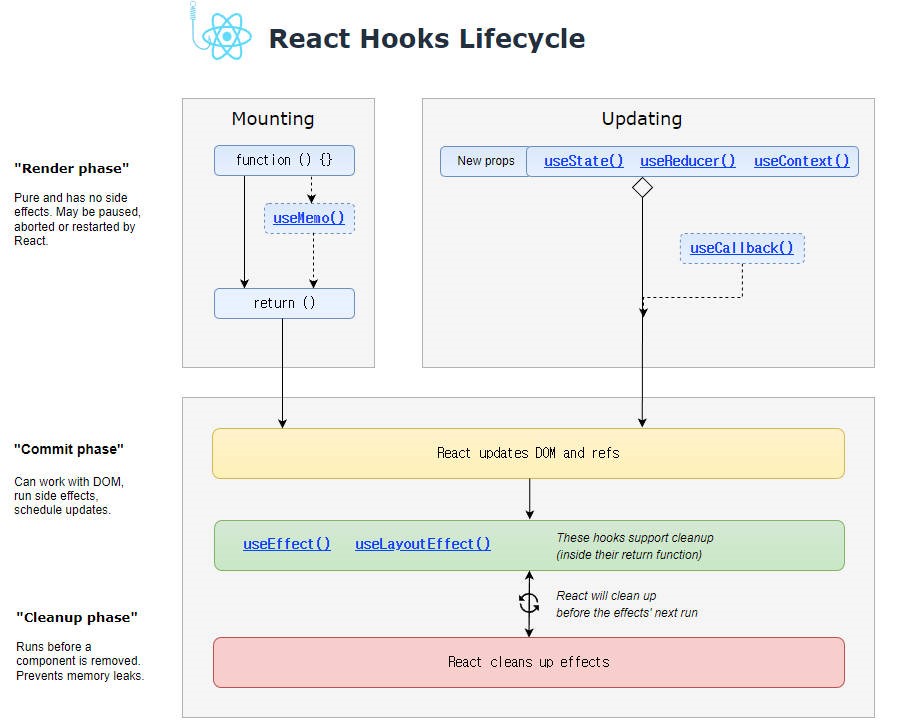 React Hooks Lifecycle
Mounting
Updating
"Render phase"
Pure and has no side
effects. May be paused,
aborted or restarted by
React.
function () {}
useMemo()
return ()
New props
useState() useReducer() useContext()
useCallback()
"Commit phase"
Can work with DOM,
run side effects,
schedule updates.
React updates DOM and refs
useEffect() useLayoutEffect()
These hooks support cleanup
(inside their return function)
React will clean up
before the effects' next run
"Cleanup phase"
Runs before a
component is removed.
Prevents memory leaks.
React cleans up effects